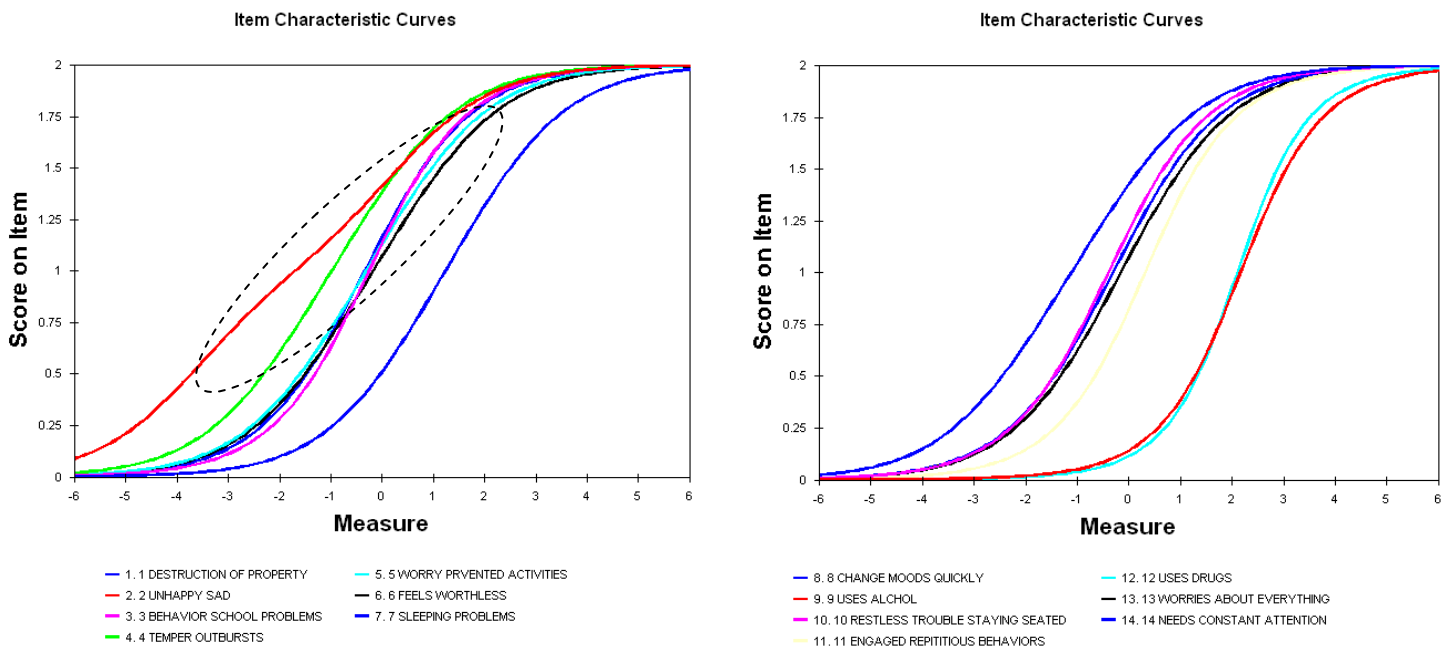 Item Characteristic Curves
Score on Item
2
1.75
1.5
1.25
1
0.75
0.5
0.25
0
-6 -5 -4 -3 -2 -1 0 1 2 3 4 5 6
Measure
1. 1 DESTRUCTION OF PROPERTY
2. 2 UNHAPPY SAD
3. 3 BEHAVIOR SCHOOL PROBLEMS
4. 4 TEMPER OUTBURSTS
5. 5 WORRY PRVENTED ACTIVITIES
6. 6 FEELS WORTHLESS
7. 7 SLEEPING PROBLEMS
Item Characteristic Curves
Score on Item
2
1.75
1.5
1.25
1
0.75
0.5
0.25
0
-6 -5 -4 -3 -2 -1 0 1 2 3 4 5 6
Measure
8. 8 CHANGE MOODS QUICKLY
9. 9 USES ALCHOL
10. 10 RESTLESS TROUBLE STAYING SEATED
11. 11 ENGAGED REPITITIOUS BEHAVIORS
12. 12 USES DRUGS
13. 13 WORRIES ABOUT EVERYTHING
14. 14 NEEDS CONSTANT ATTENTION